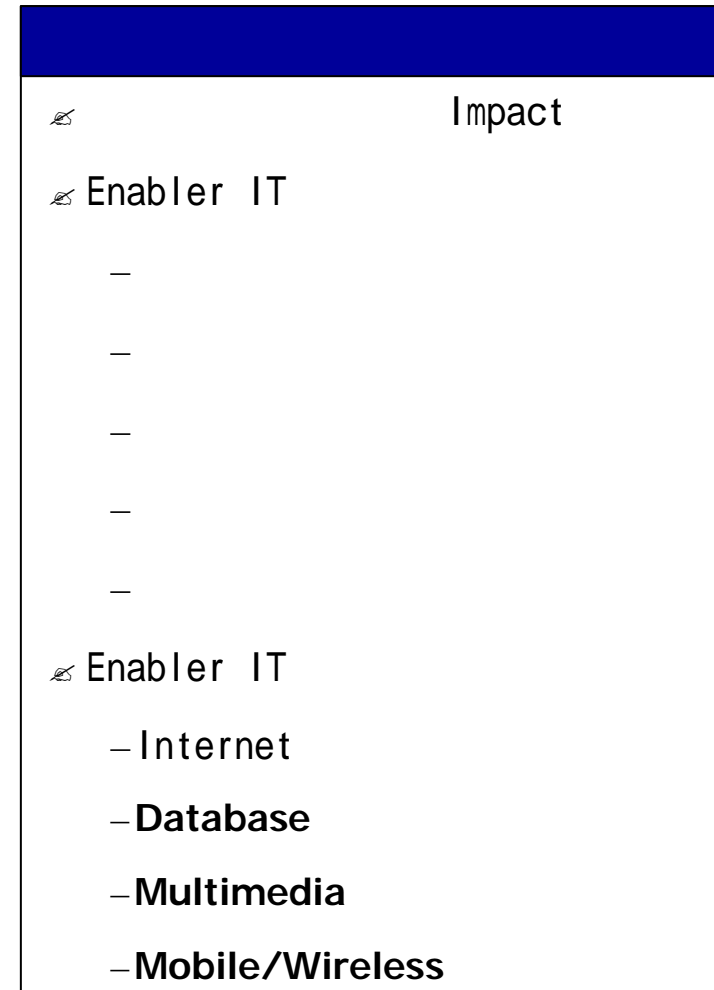 Impact
Enabler IT
–
–
–
–
–
Enabler IT
– Internet
– Database
– Multimedia
– Mobile/Wireless